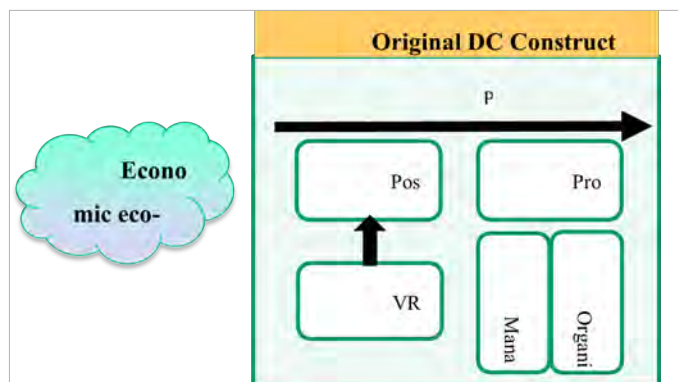 Original DC Construct
P
Econo
mic eco-
Pos
Pro
VR
Mana
Organi